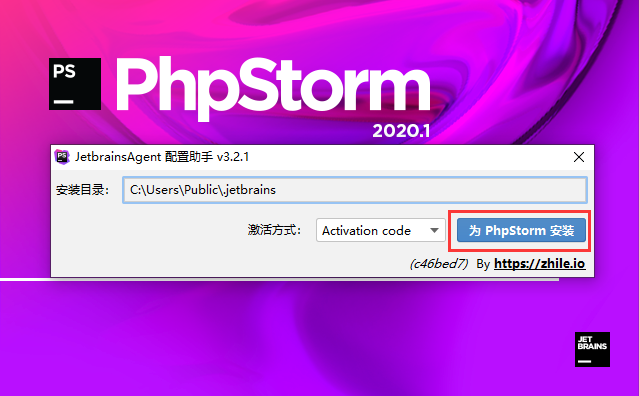 PS
PhpStorm
2020.1
PS JetbrainsAgent 配置助手 v3.2.1
安装目录: C:\Users\Public\.jetbrains
激活方式: Activation code 为 PhpStorm 安装
(c46bed7) By https://zhile.io
JET
BRAINS